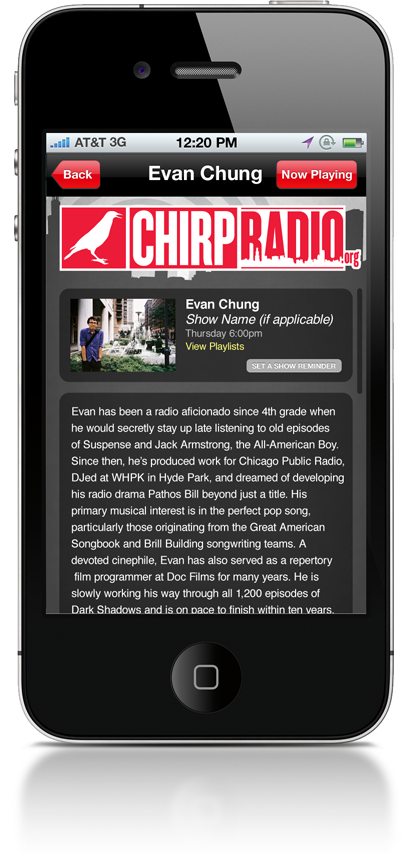 AT&T 3G 12:20 PM
Back Evan Chung Now Playing
CHIRP RADIO.org
Evan Chung
Show Name (if applicable)
Thursday 6:00pm
View Playlists
SET A SHOW REMINDER
Evan has been a radio aficionado since 4th grade when
he would secretly stay up late listening to old episodes
of Suspense and Jack Armstrong, the All-American Boy.
Since then, he's produced work for Chicago Public Radio,
DJed at WHPK in Hyde Park, and dreamed of developing
his radio drama Pathos Bill beyond just a title. His
primary musical interest is in the perfect pop song,
particularly those originating from the Great American
Songbook and Brill Building songwriting teams. A
devoted cinephile, Evan has also served as a repertory
film programmer at Doc Films for many years. He is
slowly working his way through all 1,200 episodes of
Dark Shadows and is on pace to finish within ten years.